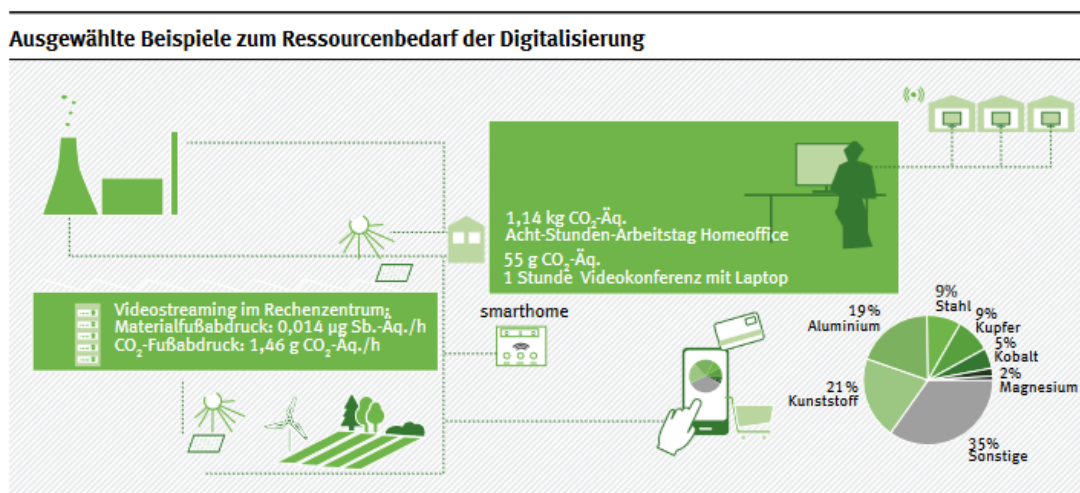 Ausgewählte Beispiele zum Ressourcenbedarf der Digitalisierung
1,14 kg CO₂-Äq.
Acht-Stunden-Arbeitstag Homeoffice
55 g CO₂-Äq.
1 Stunde Videokonferenz mit Laptop
Videostreaming im Rechenzentrum:
Materialfußabdruck: 0,014 µg Sb.-Äq./h
CO₂-Fußabdruck: 1,46 g CO₂-Äq./h
smarthome
9%
Stahl
9%
Kupfer
5%
Kobalt
2%
Magnesium
35%
Sonstige
21%
Kunststoff
19%
Aluminium